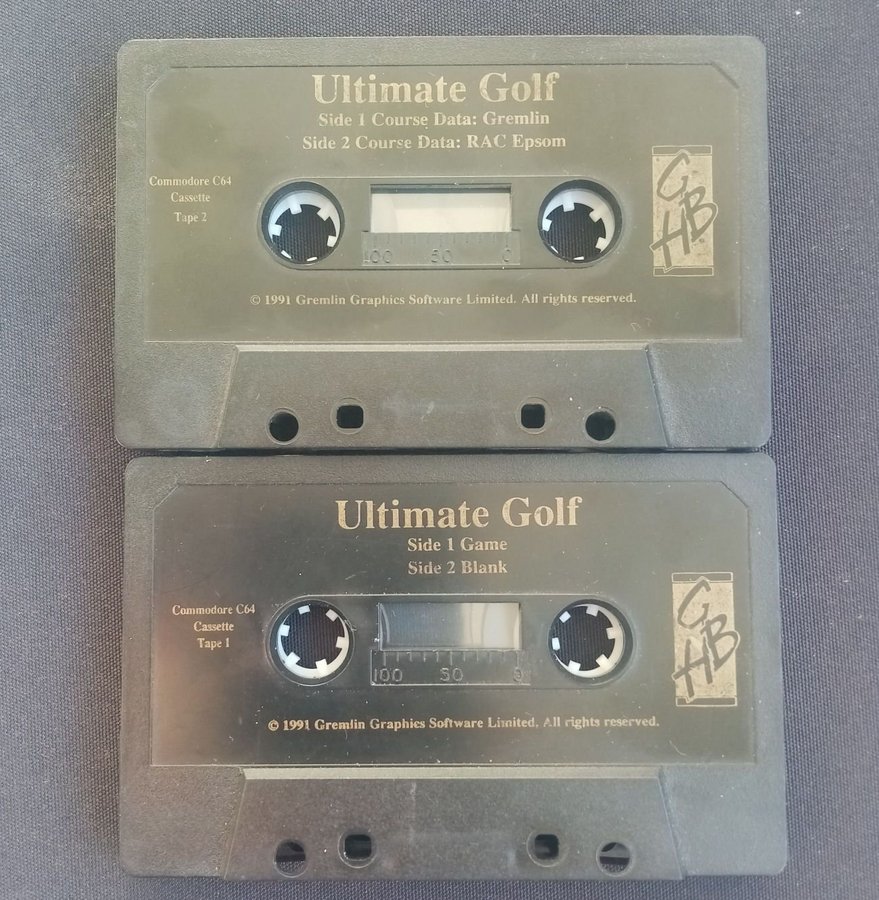 Ultimate Golf
Side 1 Course Data: Gremlin
Side 2 Course Data: RAC Epsom
Commodore C64
Cassette
Tape 2
GBH
100 50 0
© 1991 Gremlin Graphics Software Limited. All rights reserved.
Ultimate Golf
Side 1 Game
Side 2 Blank
Commodore C64
Cassette
Tape 1
GBH
100 50 0
© 1991 Gremlin Graphics Software Limited. All rights reserved.